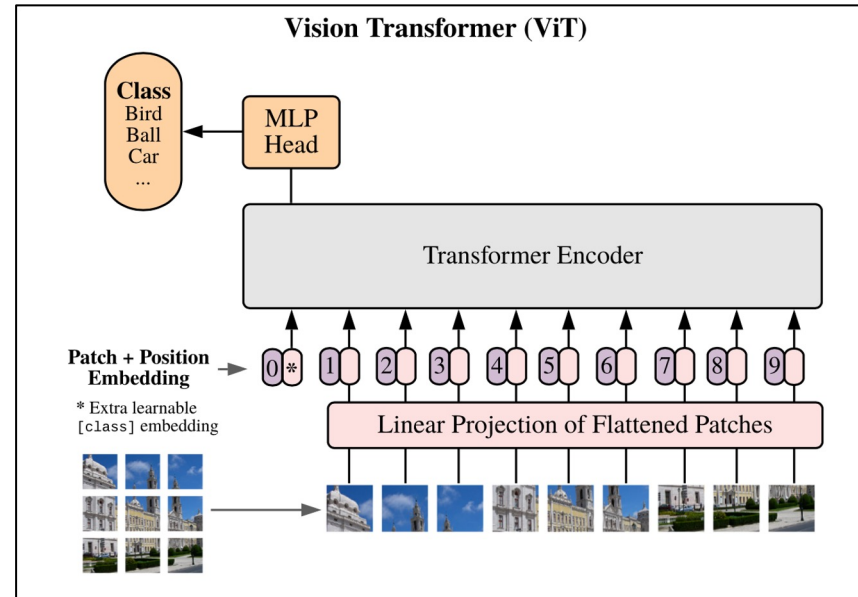 Vision Transformer (ViT)
Class
Bird
Ball
Car
...
MLP
Head
Transformer Encoder
Patch + Position
Embedding
0 * 1 2 3 4 5 6 7 8 9
* Extra learnable
[class] embedding
Linear Projection of Flattened Patches